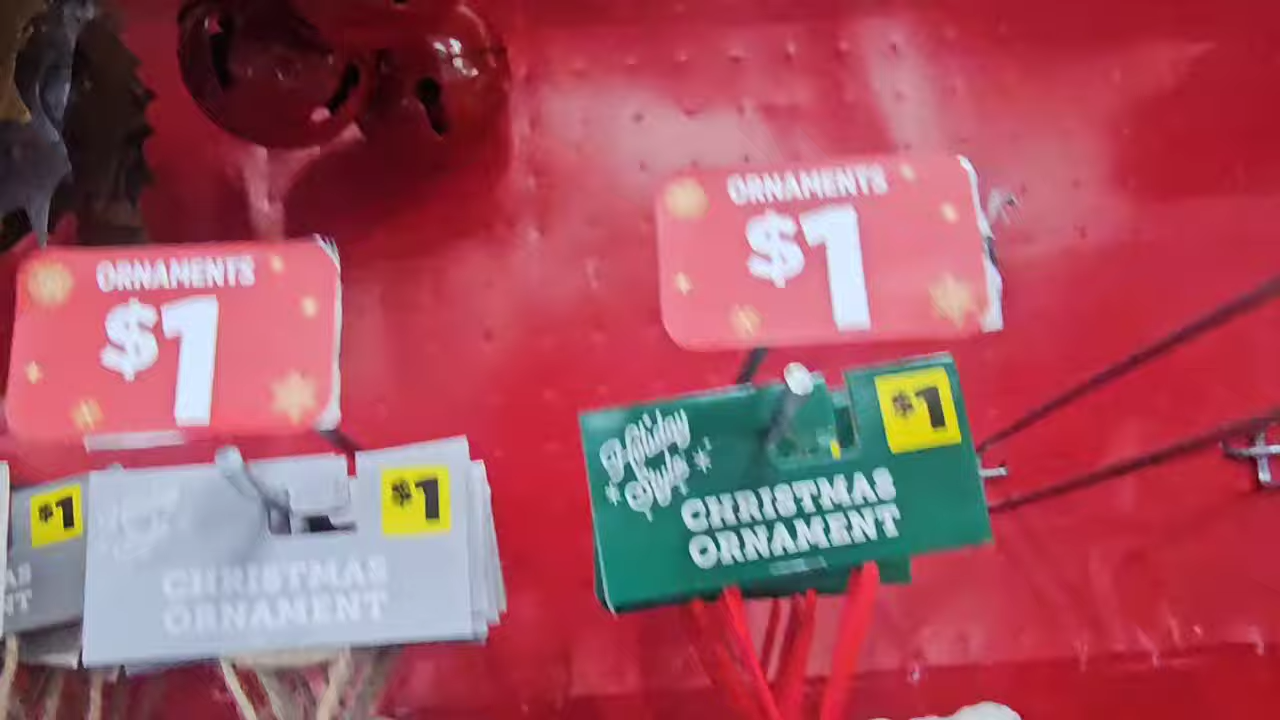 ORNAMENTS
$1
ORNAMENTS
$1
$1
$1
CHRISTMAS
ORNAMENT
Holiday
Style
$1
CHRISTMAS
ORNAMENT